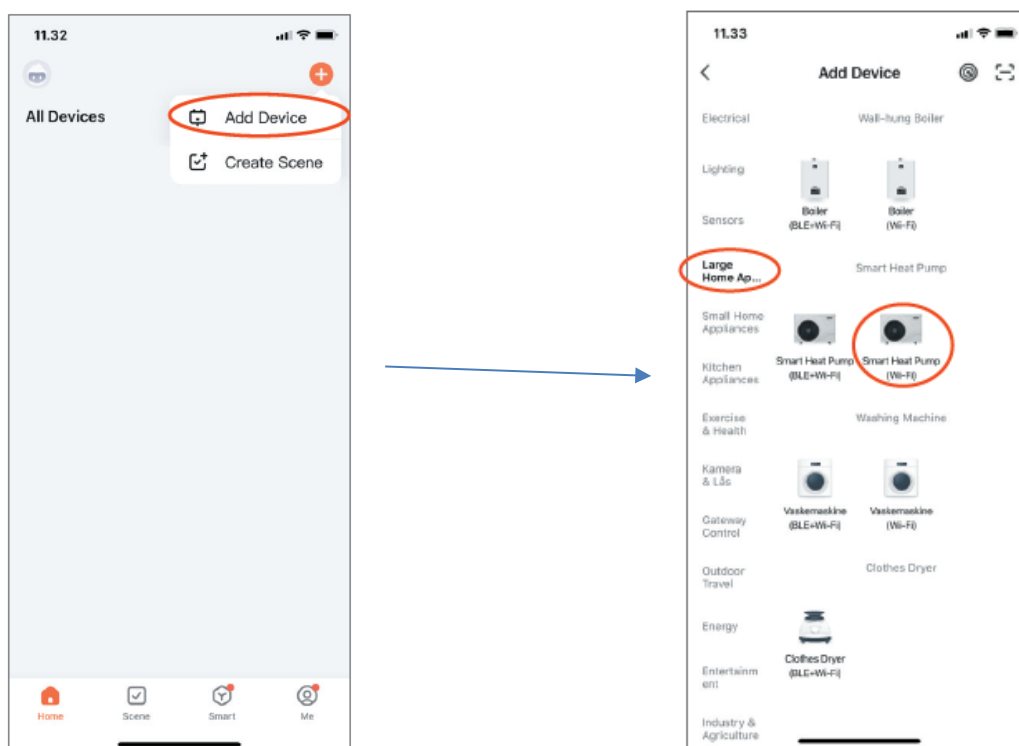 11.32
All Devices
Add Device
Create Scene
Home
Scene
Smart
Me
11.33
Add Device
Electrical
Lighting
Sensors
Large
Home Ap...
Small Home
Appliances
Kitchen
Appliances
Exercise
& Health
Kamera
& Lås
Gateway
Control
Outdoor
Travel
Energy
Entertainm
ent
Industry &
Agriculture
Wall-hung Boiler
Boiler
(BLE+Wi-Fi)
Boiler
(Wi-Fi)
Smart Heat Pump
Smart Heat Pump
(BLE+Wi-Fi)
Smart Heat Pump
(Wi-Fi)
Washing Machine
Vaskemaskine
(BLE+Wi-Fi)
Vaskemaskine
(Wi-Fi)
Clothes Dryer
Clothes Dryer
(BLE+Wi-Fi)